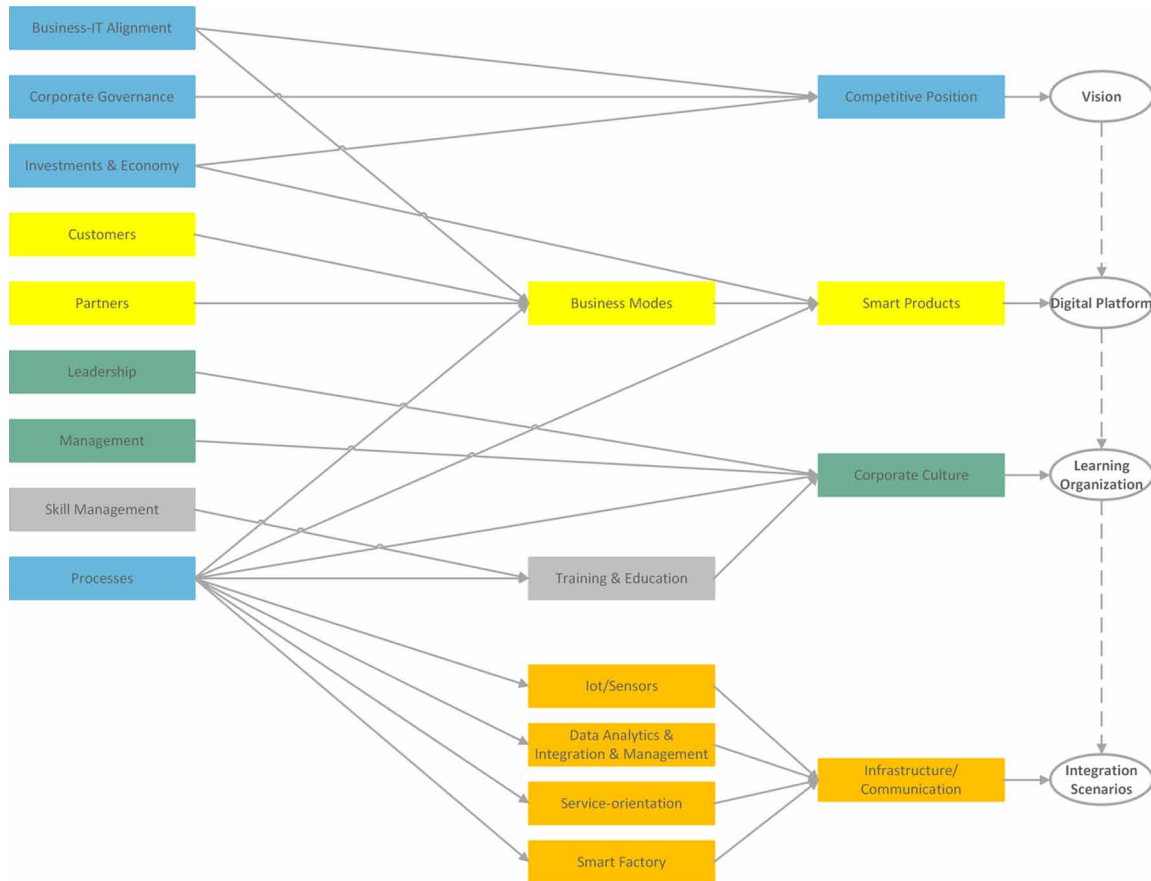 Business-IT Alignment
Corporate Governance
Competitive Position
Vision
Investments & Economy
Customers
Partners
Business Modes
Smart Products
Digital Platform
Leadership
Management
Corporate Culture
Learning
Organization
Skill Management
Processes
Training & Education
Iot/Sensors
Data Analytics &
Integration & Management
Infrastructure/
Communication
Integration
Scenarios
Service-orientation
Smart Factory